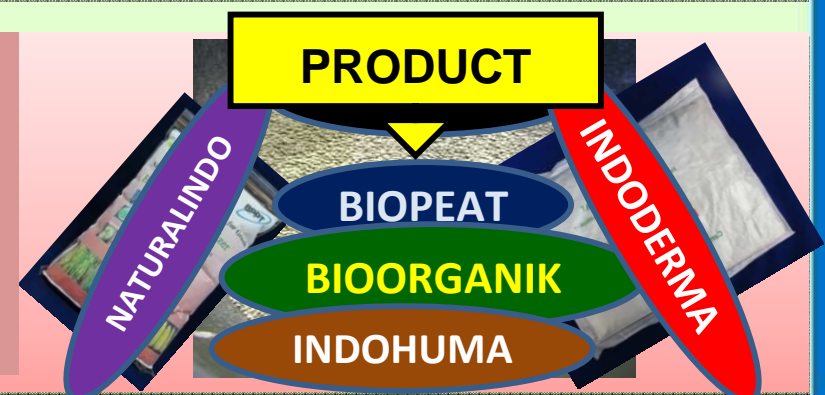 PRODUCT
NATURALINDO
BIOPEAT
INDODERMA
BIOORGANIK
INDOHUMA